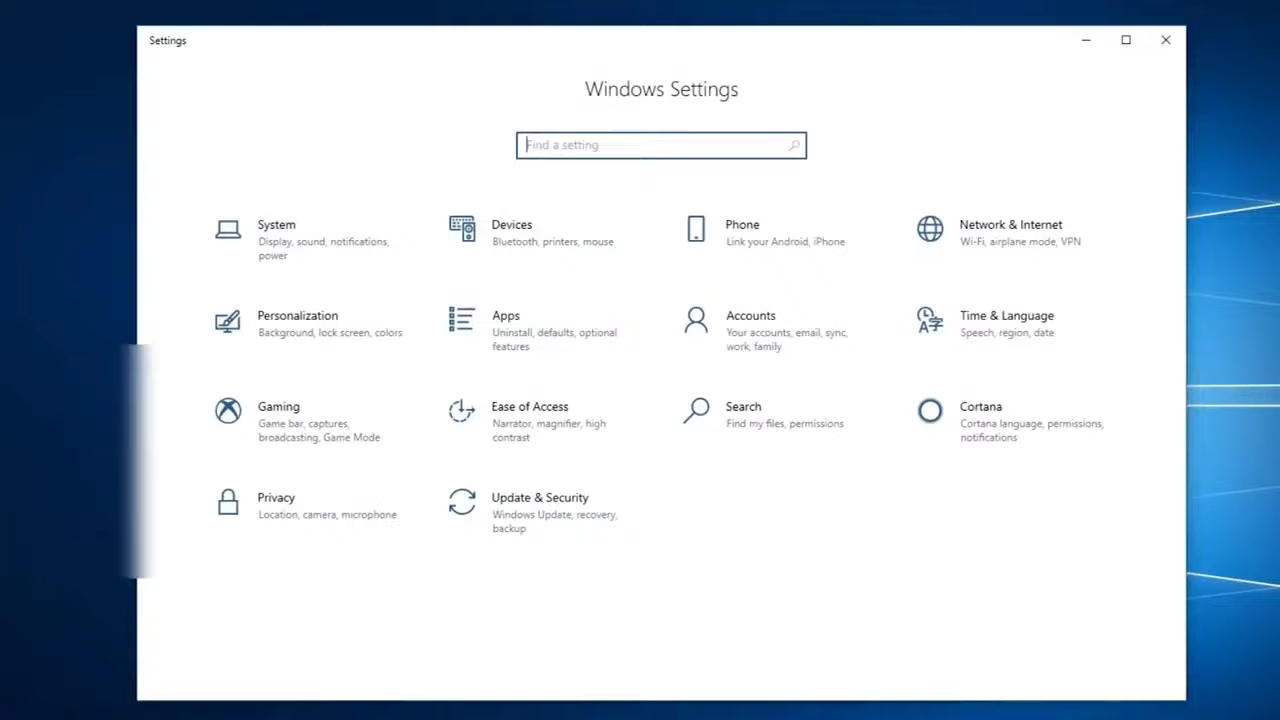 Settings
Windows Settings
Find a setting
System
Display, sound, notifications,
power
Devices
Bluetooth, printers, mouse
Phone
Link your Android, iPhone
Network & Internet
Wi-Fi, airplane mode, VPN
Personalization
Background, lock screen, colors
Apps
Uninstall, defaults, optional
features
Accounts
Your accounts, email, sync,
work, family
Time & Language
Speech, region, date
Gaming
Game bar, captures,
broadcasting, Game Mode
Ease of Access
Narrator, magnifier, high
contrast
Search
Find my files, permissions
Cortana
Cortana language, permissions,
notifications
Privacy
Location, camera, microphone
Update & Security
Windows Update, recovery,
backup